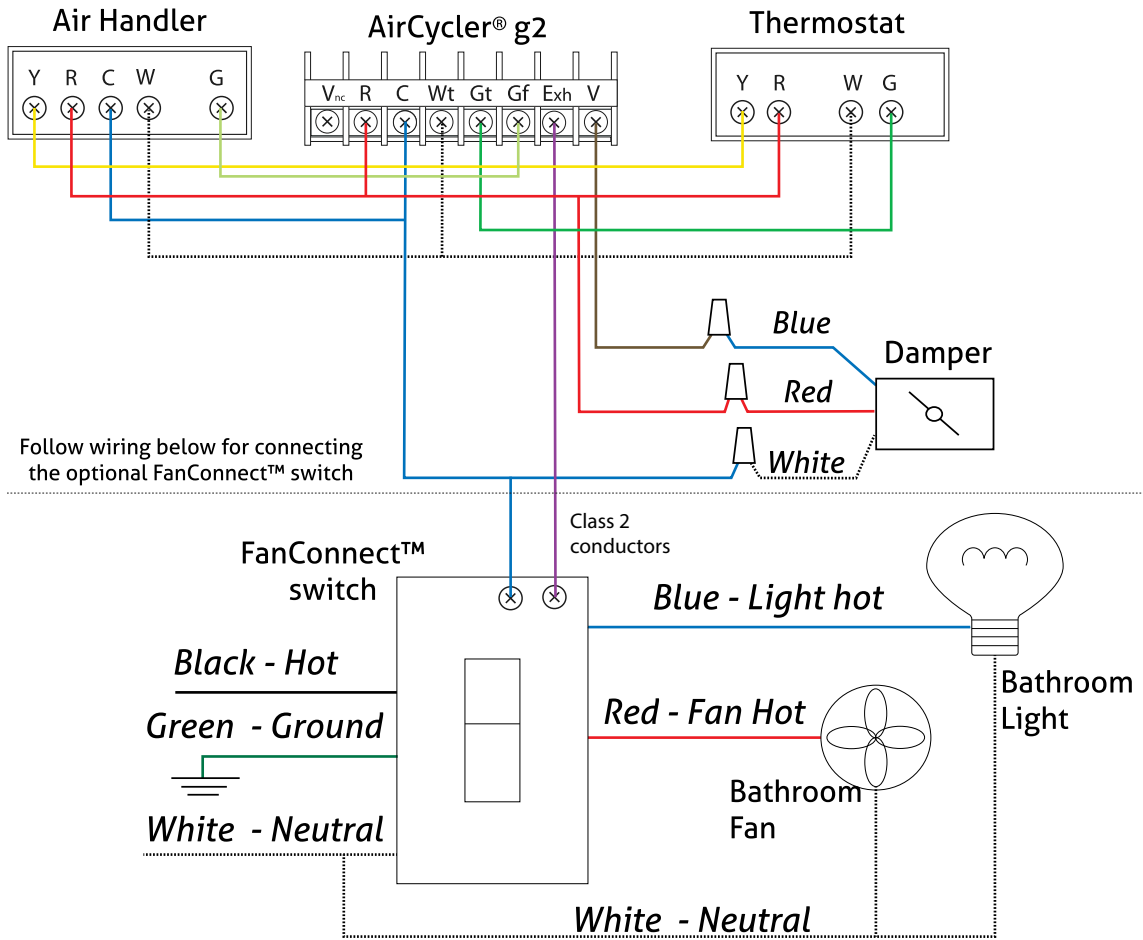 Air Handler
AirCycler® g2
Thermostat
Y R C W G
Vnc R C Wt Gt Gf Exh V
Y R W G
Blue
Damper
Red
Follow wiring below for connecting
the optional FanConnect™ switch
White
Class 2
conductors
FanConnect™
switch
Blue - Light hot
Black - Hot
Bathroom
Light
Green - Ground
Red - Fan Hot
Bathroom
Fan
White - Neutral
White - Neutral